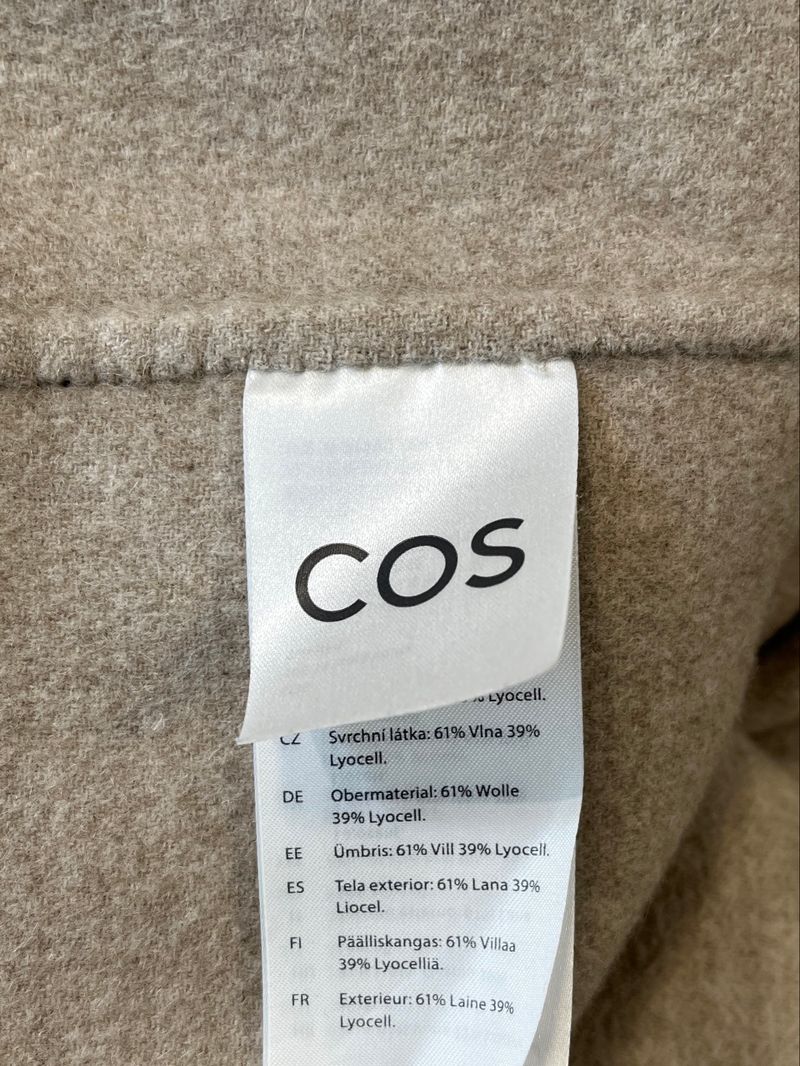 COS
Lyocell.
CZ Svrchní látka: 61% Vlna 39%
Lyocell.
DE Obermaterial: 61% Wolle
39% Lyocell.
EE Ümbris: 61% Vill 39% Lyocell.
ES Tela exterior: 61% Lana 39%
Liocel.
FI Päälliskangas: 61% Villaa
39% Lyocelliä.
FR Exterieur: 61% Laine 39%
Lyocell.